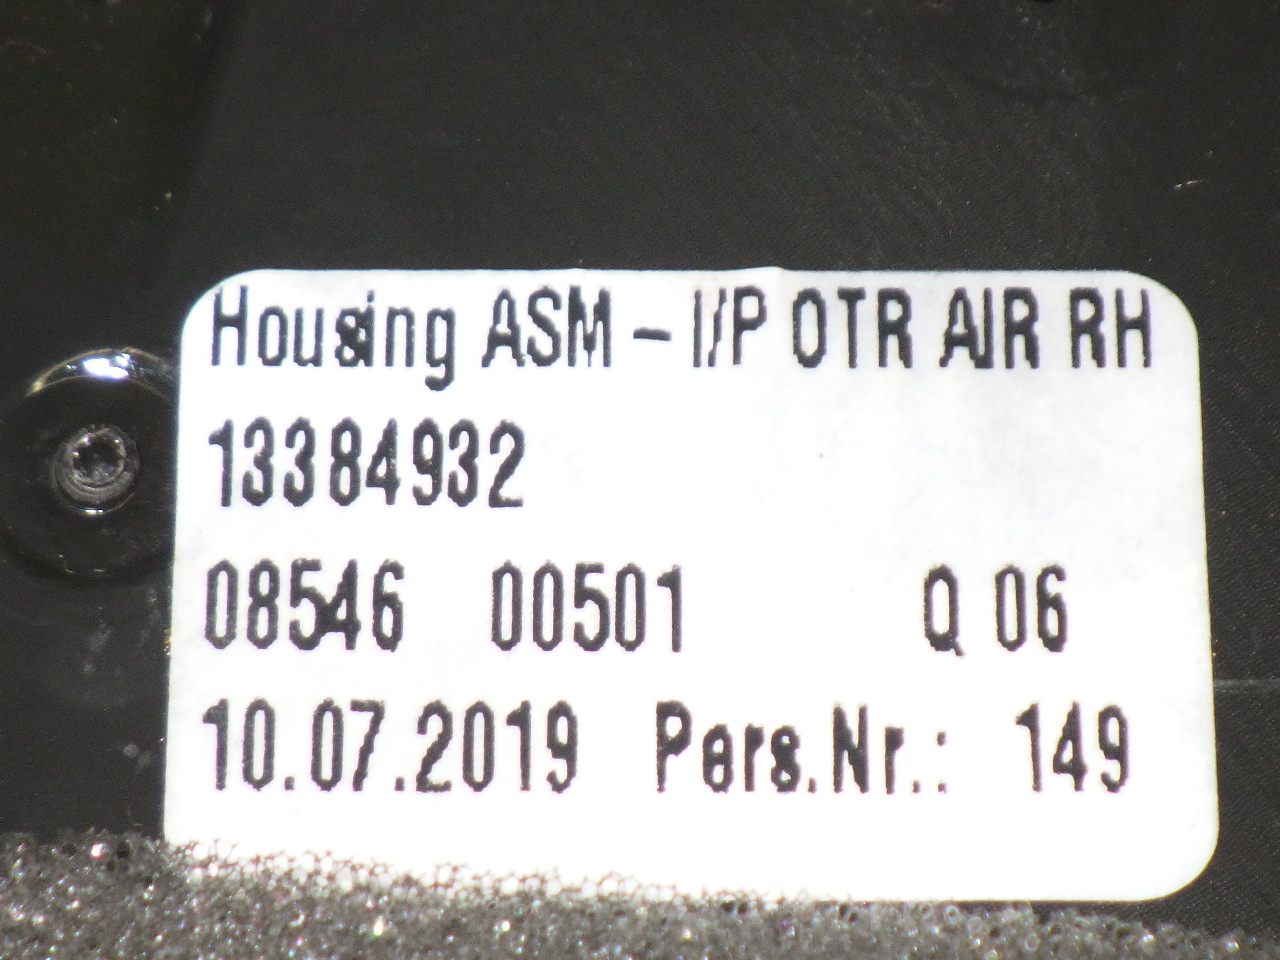 Housing ASM - I/P OTR AIR RH
13384932
08546 00501 Q 06
10.07.2019 Pers.Nr.: 149